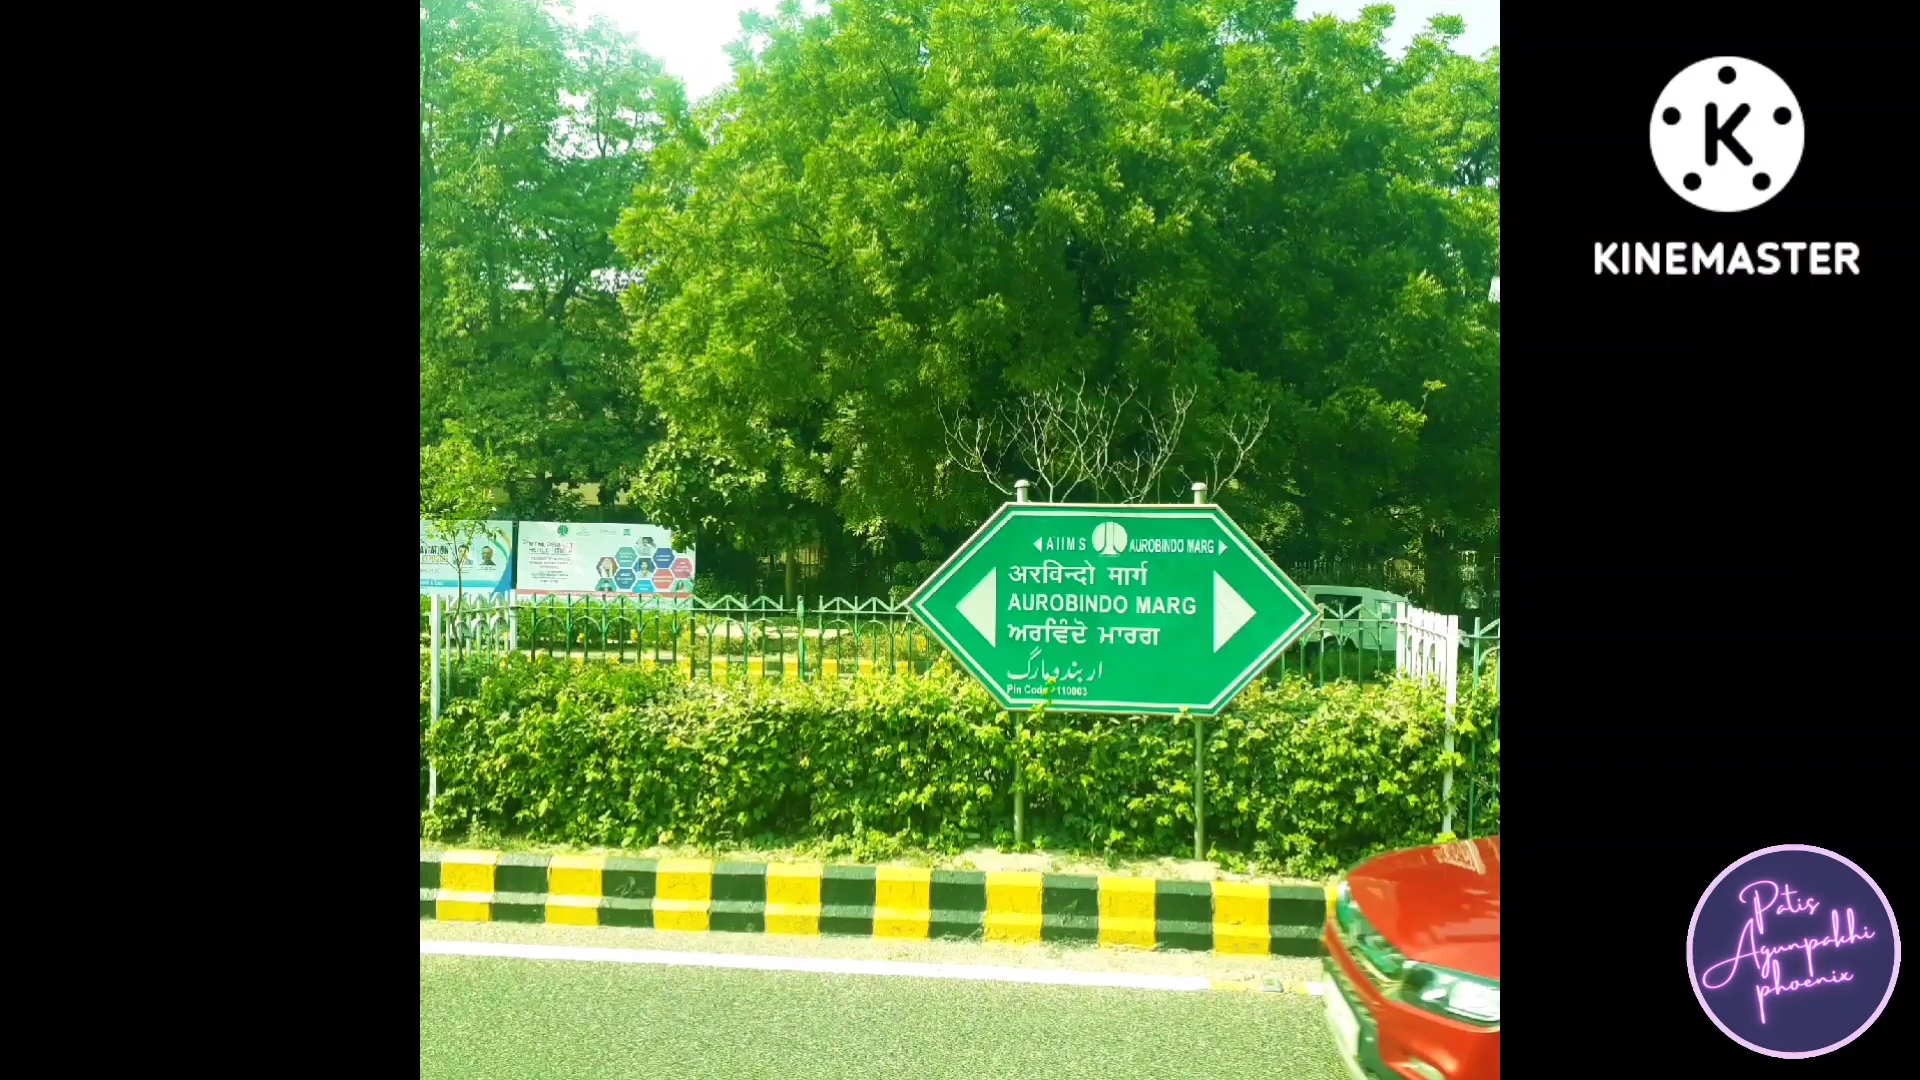 K
KINEMASTER
AIIMS AUROBINDO MARG
अरविन्दो मार्ग
AUROBINDO MARG
ਅਰਵਿੰਦੋ ਮਾਰਗ
اربندو مارگ
Pin Code - 110003
Patis
Agunpakhi
phoenix